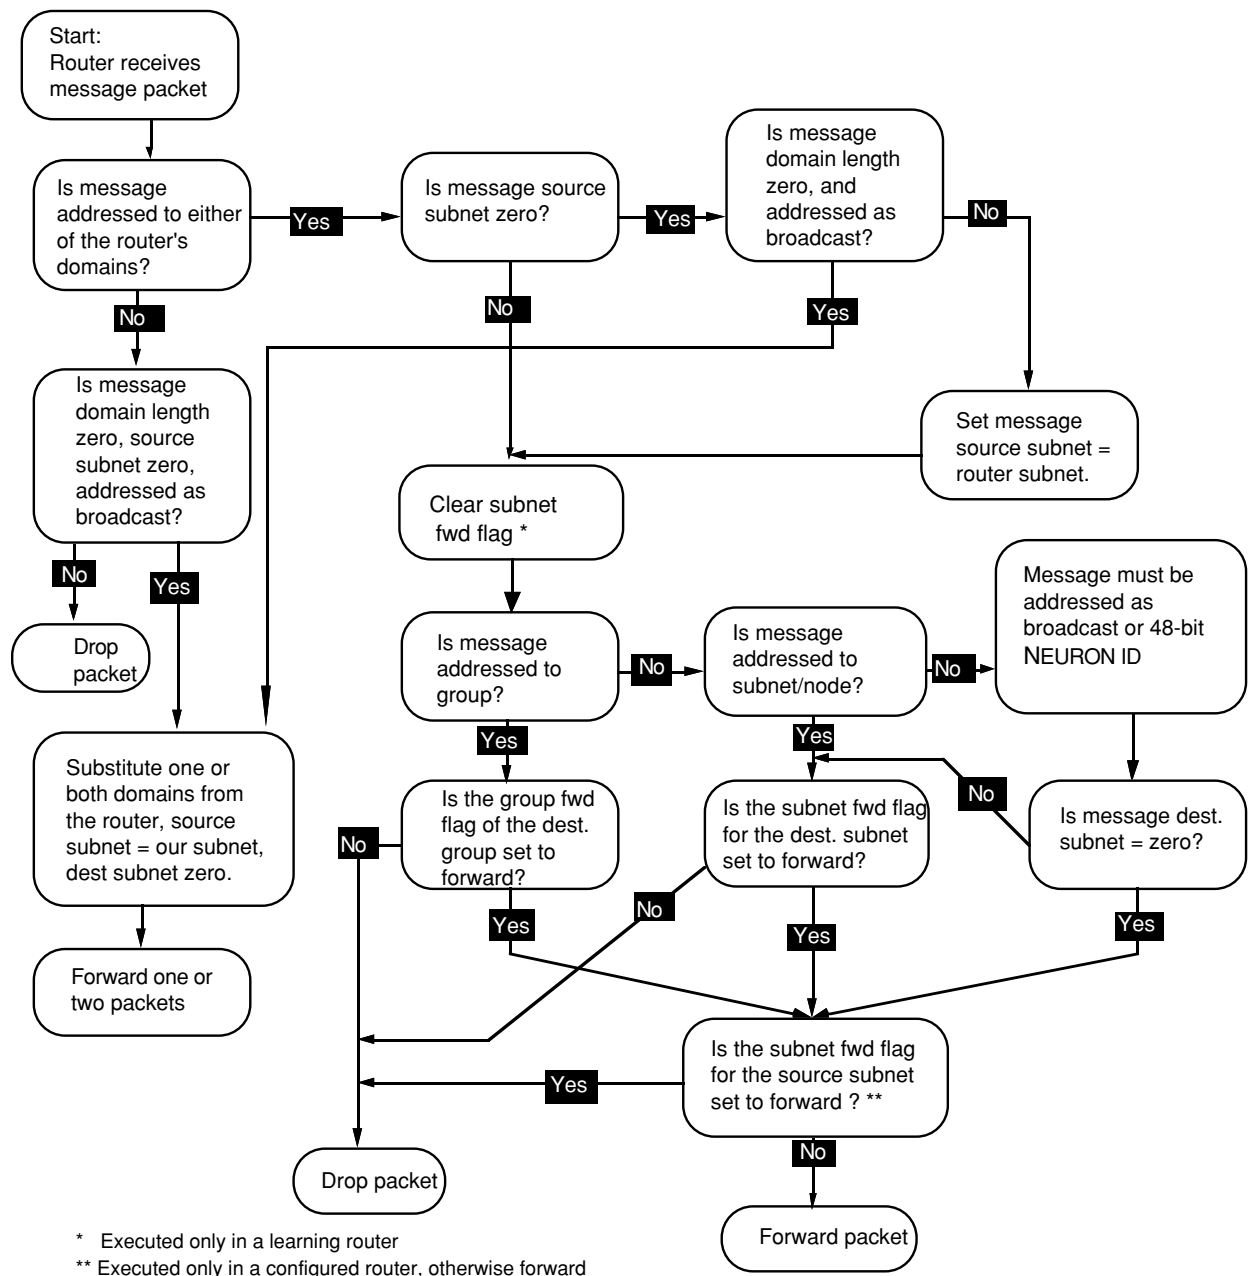 Start:
Router receives
message packet
Is message
addressed to either
of the router's
domains?
Yes
Is message source
subnet zero?
Yes
Is message
domain length
zero, and
addressed as
broadcast?
No
No
No
Yes
Is message
domain length
zero, source
subnet zero,
addressed as
broadcast?
Set message
source subnet =
router subnet.
Clear subnet
fwd flag *
No
Yes
Drop
packet
Is message
addressed to
group?
No
Is message
addressed to
subnet/node?
No
Message must be
addressed as
broadcast or 48-bit
NEURON ID
Yes
Yes
Substitute one or
both domains from
the router, source
subnet = our subnet,
dest subnet zero.
No
Is the group fwd
flag of the dest.
group set to
forward?
Is the subnet fwd flag
for the dest. subnet
set to forward?
No
Is message dest.
subnet = zero?
No
Yes
Yes
Yes
Forward one or
two packets
Is the subnet fwd flag
for the source subnet
set to forward ? **
Yes
No
Drop packet
Forward packet
* Executed only in a learning router
** Executed only in a configured router, otherwise forward